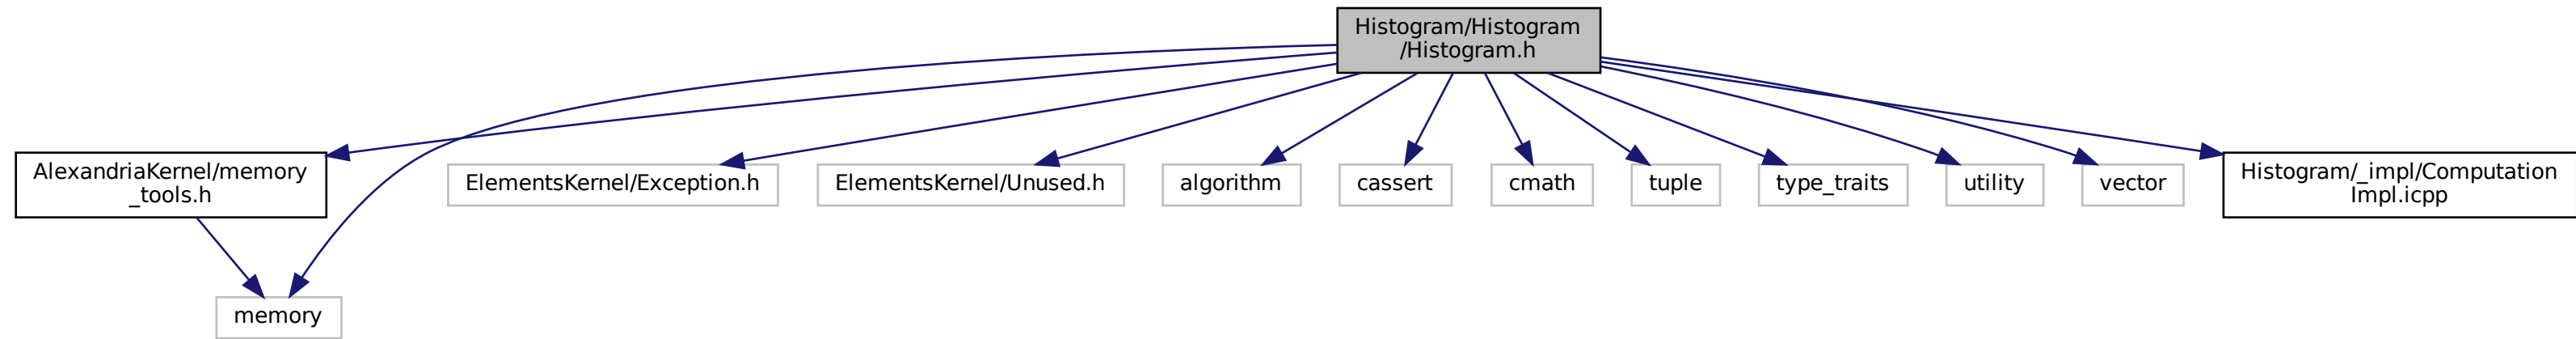 Histogram/Histogram
/Histogram.h
AlexandriaKernel/memory
_tools.h
ElementsKernel/Exception.h
ElementsKernel/Unused.h
algorithm
cassert
cmath
tuple
type_traits
utility
vector
Histogram/_impl/Computation
Impl.icpp
memory